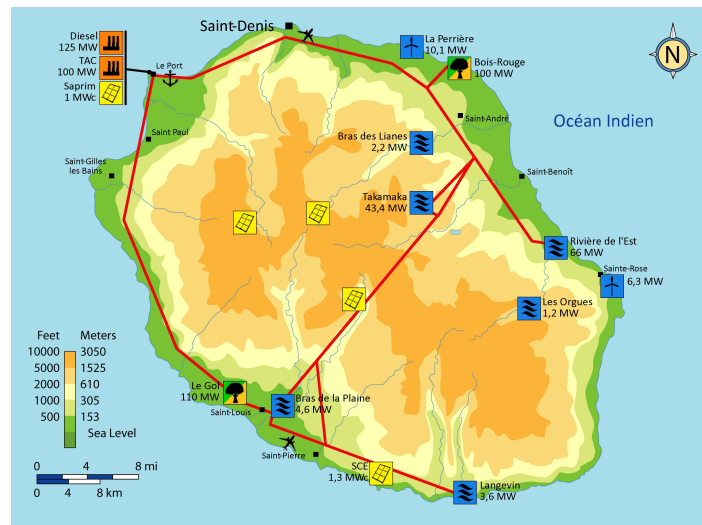 Diesel
125 MW
TAC
100 MW
Saprim
1 MWc
Le Port
Saint-Denis
La Perrière
10,1 MW
Bois-Rouge
100 MW
N
Océan Indien
Saint Paul
Saint-Gilles
les Bains
Bras des Lianes
2,2 MW
Saint-André
Saint-Benoît
Takamaka
43,4 MW
Rivière de l'Est
66 MW
Sainte-Rose
6,3 MW
Les Orgues
1,2 MW
Feet Meters
10000 3050
5000 1525
2000 610
1000 305
500 153
Sea Level
Le Gol
110 MW
Saint-Louis
Bras de la Plaine
4,6 MW
Saint-Pierre
SCE
1,3 MWc
Langevin
3,6 MW
0 4 8 mi
0 4 8 km